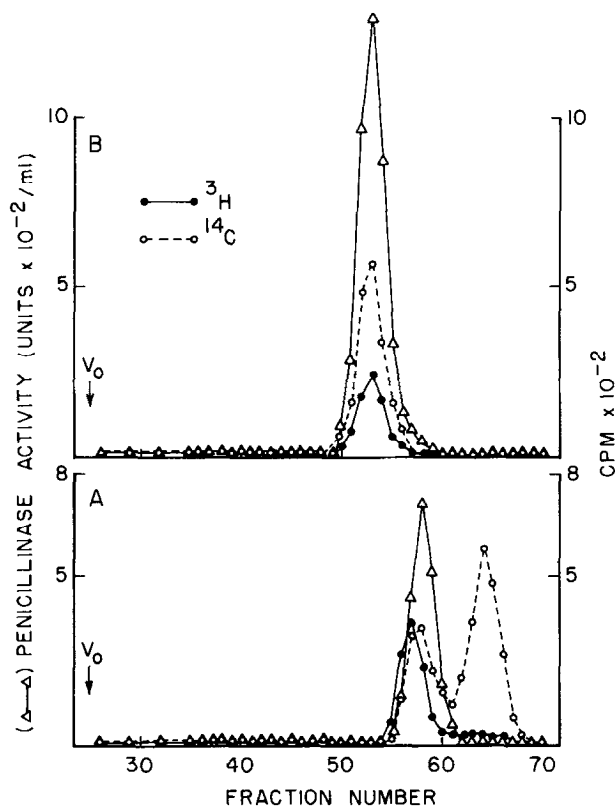 10
10
B
³H
¹⁴C
5
5
V₀
8
8
A
5
5
V₀
30
40
50
60
70
FRACTION NUMBER
(△—△) PENICILLINASE ACTIVITY (UNITS x 10⁻²/ml)
CPM x 10⁻²